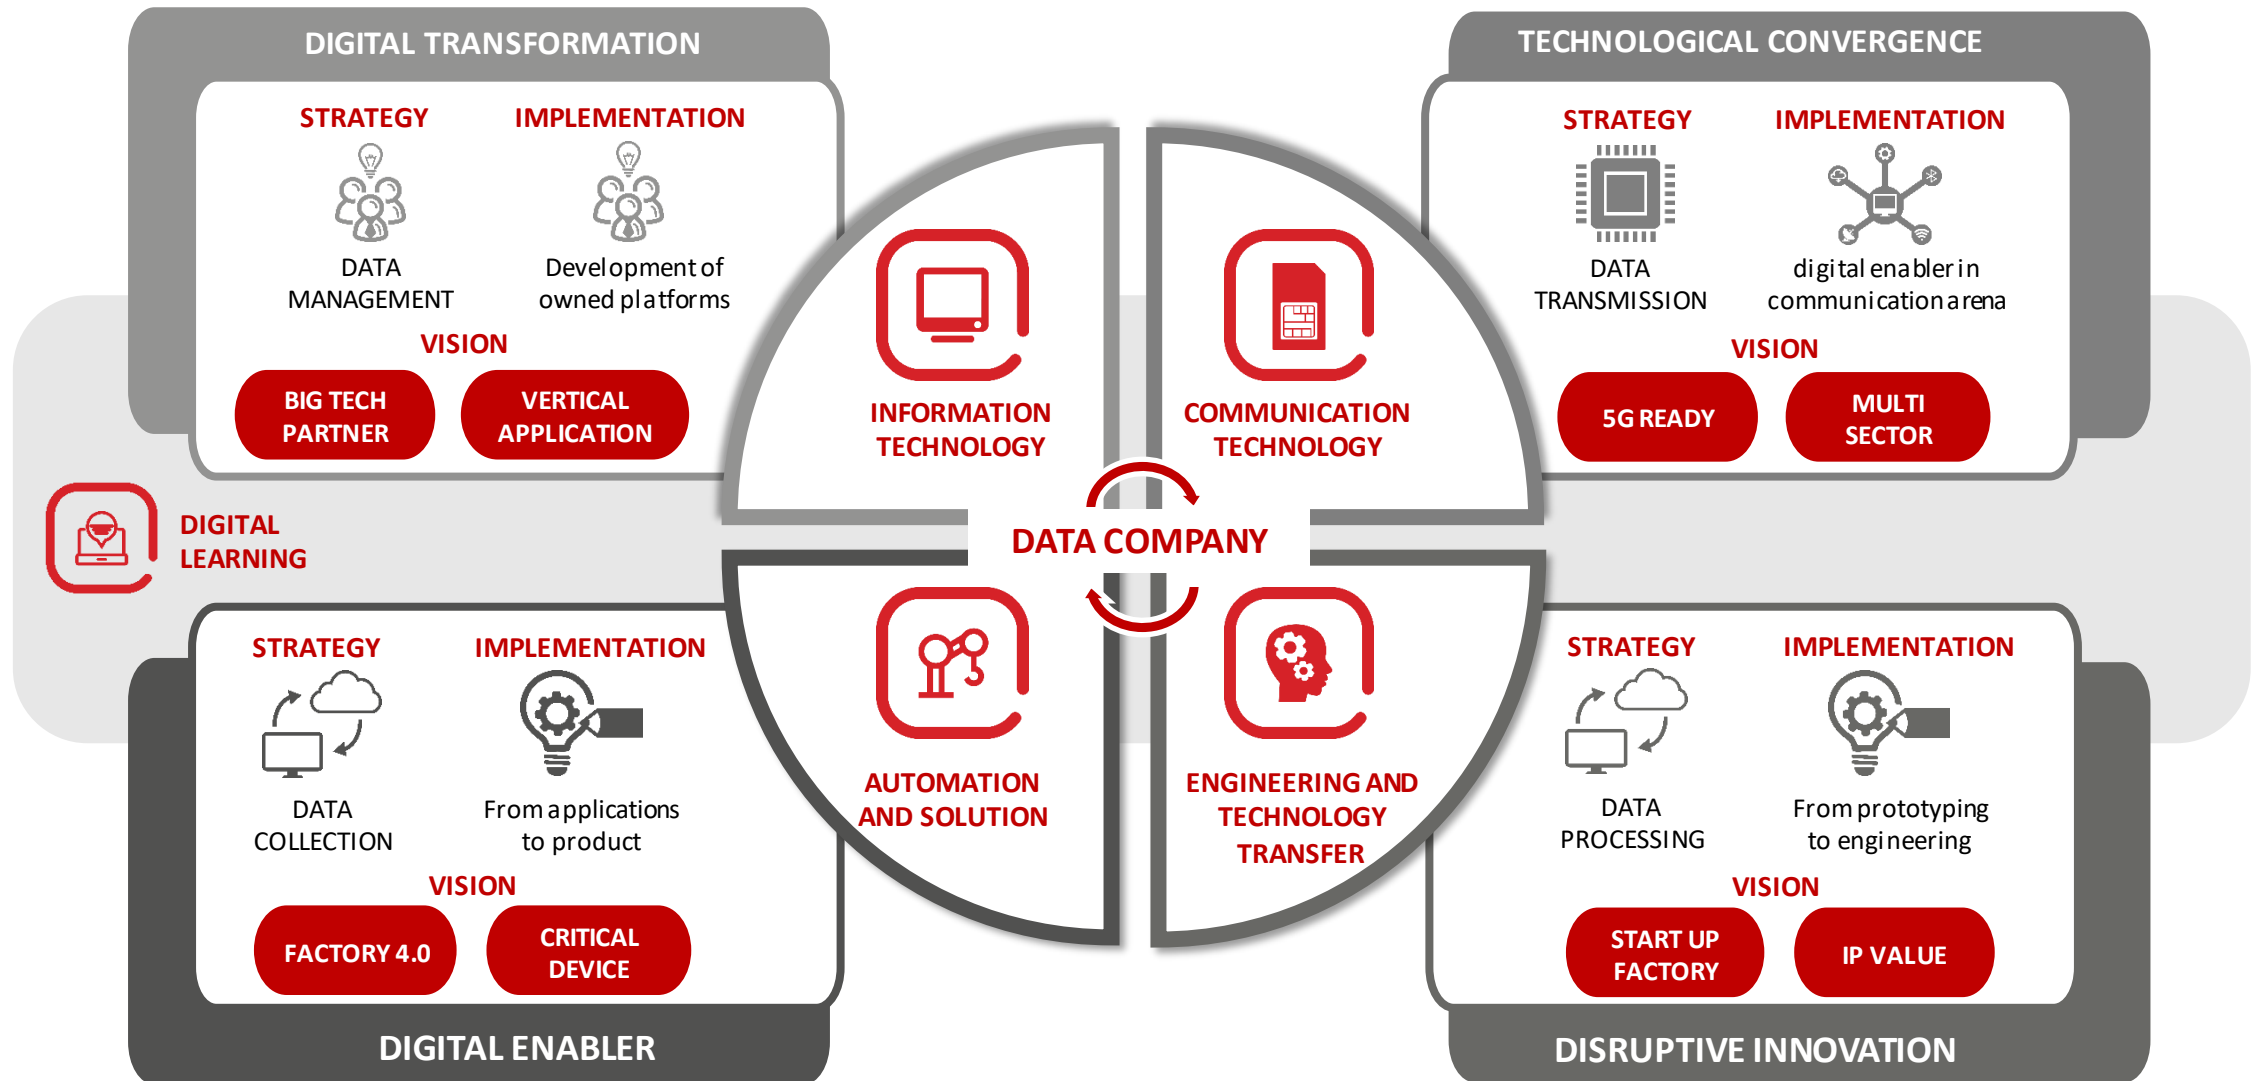 DIGITAL TRANSFORMATION
STRATEGY
IMPLEMENTATION
DATA
MANAGEMENT
Development of
owned platforms
VISION
BIG TECH
PARTNER
VERTICAL
APPLICATION
TECHNOLOGICAL CONVERGENCE
STRATEGY
IMPLEMENTATION
DATA
TRANSMISSION
digital enabler in
communication arena
VISION
5G READY
MULTI
SECTOR
INFORMATION
TECHNOLOGY
COMMUNICATION
TECHNOLOGY
DATA COMPANY
DIGITAL
LEARNING
AUTOMATION
AND SOLUTION
ENGINEERING AND
TECHNOLOGY
TRANSFER
STRATEGY
IMPLEMENTATION
DATA
COLLECTION
From applications
to product
VISION
FACTORY 4.0
CRITICAL
DEVICE
DIGITAL ENABLER
STRATEGY
IMPLEMENTATION
DATA
PROCESSING
From prototyping
to engineering
VISION
START UP
FACTORY
IP VALUE
DISRUPTIVE INNOVATION